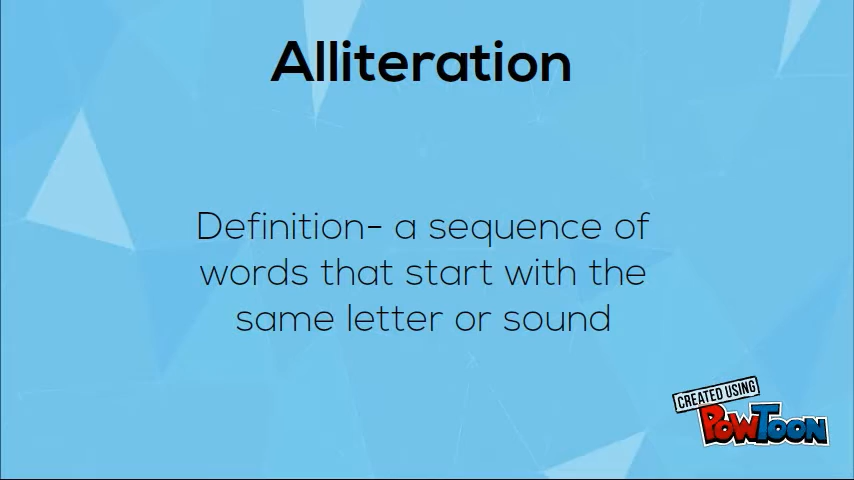 Alliteration
Definition- a sequence of
words that start with the
same letter or sound
CREATED USING
POWTOON